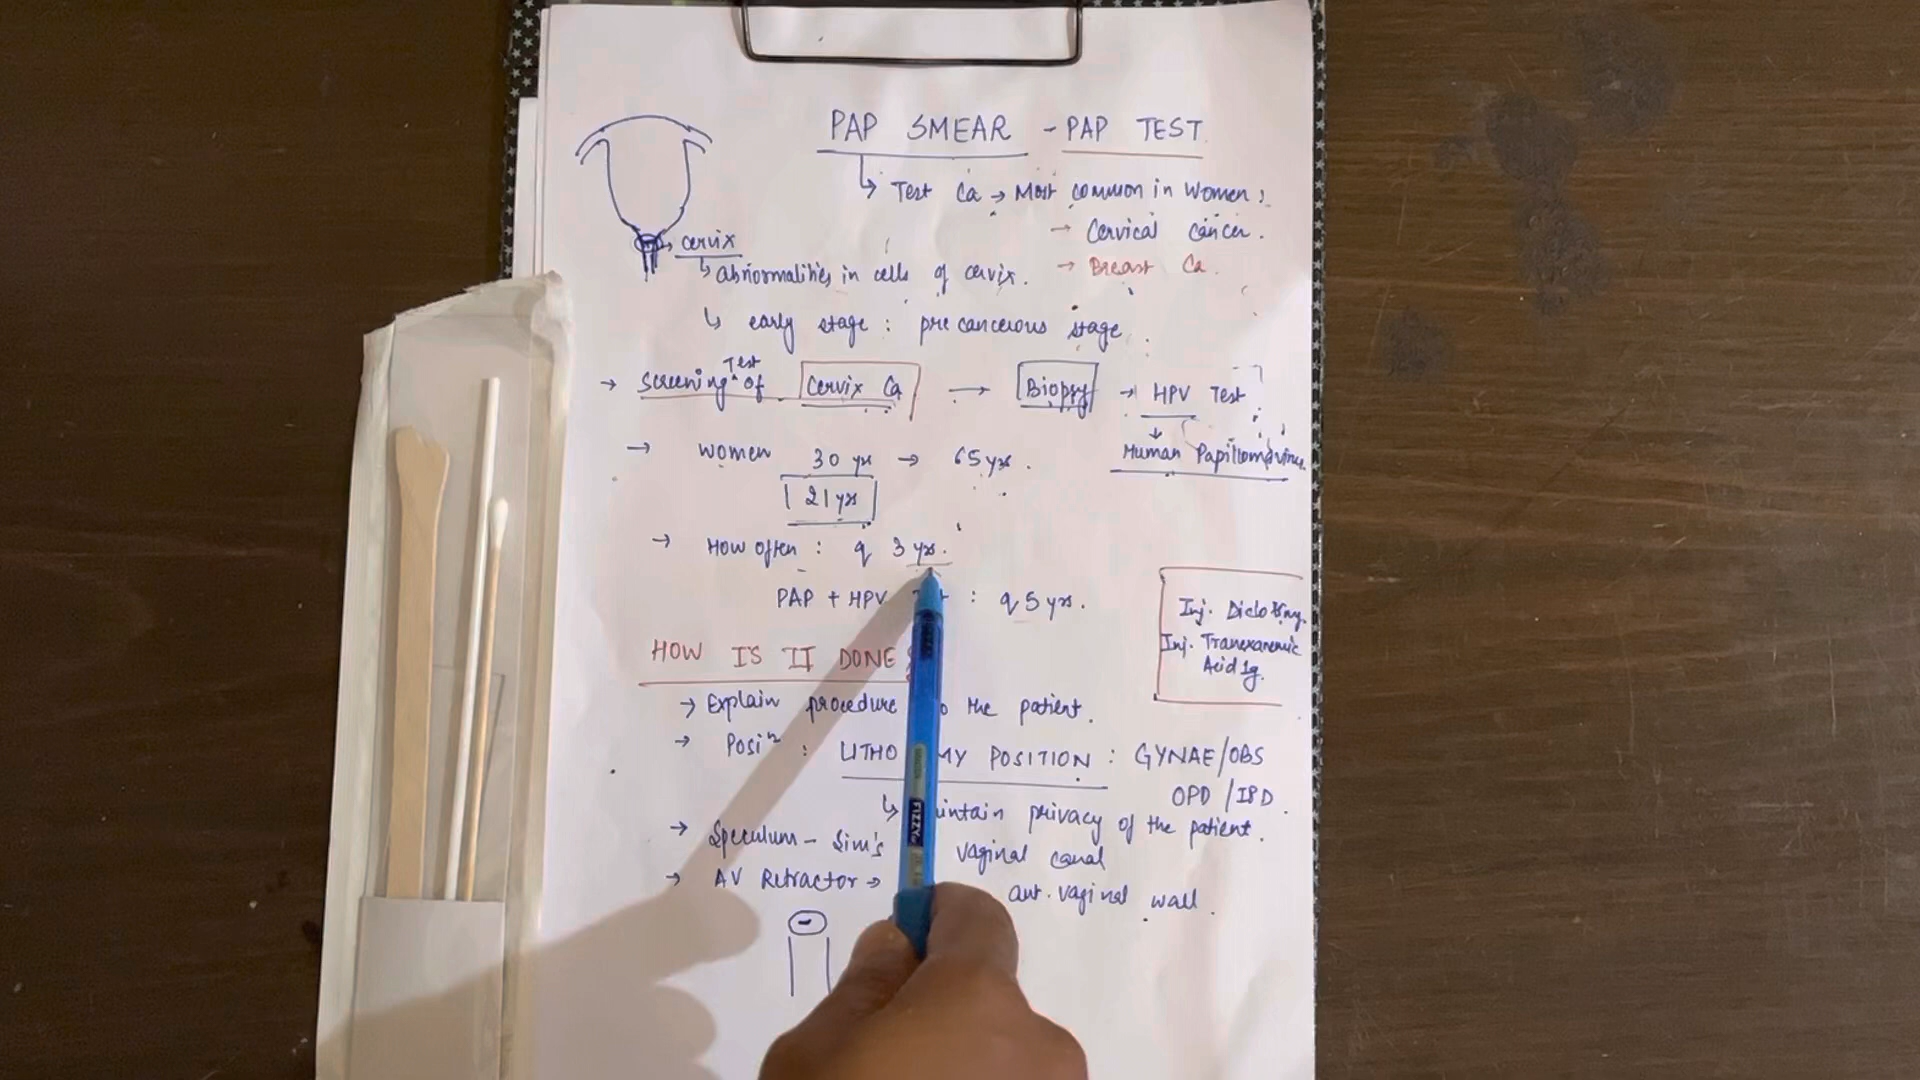 PAP SMEAR - PAP TEST
↳ Test Ca → Most common in women:
→ Cervical cancer.
→ Breast Ca.
→ cervix
↳ abnormalities in cells of cervix.
↳ early stage : pre cancerous stage
→ Screening Test of Cervix Ca → Biopsy → HPV Test
↓
Human Papillomavirus
→ women 30 yrs → 65 yrs.
21 yrs
→ How often : q 3 yrs.
PAP + HPV : q 5 yrs.
Inj. Diclo
Inj. Tranexanemic
Acid 1g.
HOW IS IT DONE
→ Explain procedure the patient.
→ Posiⁿ : LITHO MY POSITION : GYNAE/OBS
OPD / IPD.
↳ intain privacy of the patient.
→ Speculum - Sim's vaginal canal
→ AV Retractor → ant. vaginal wall.
FIZZY